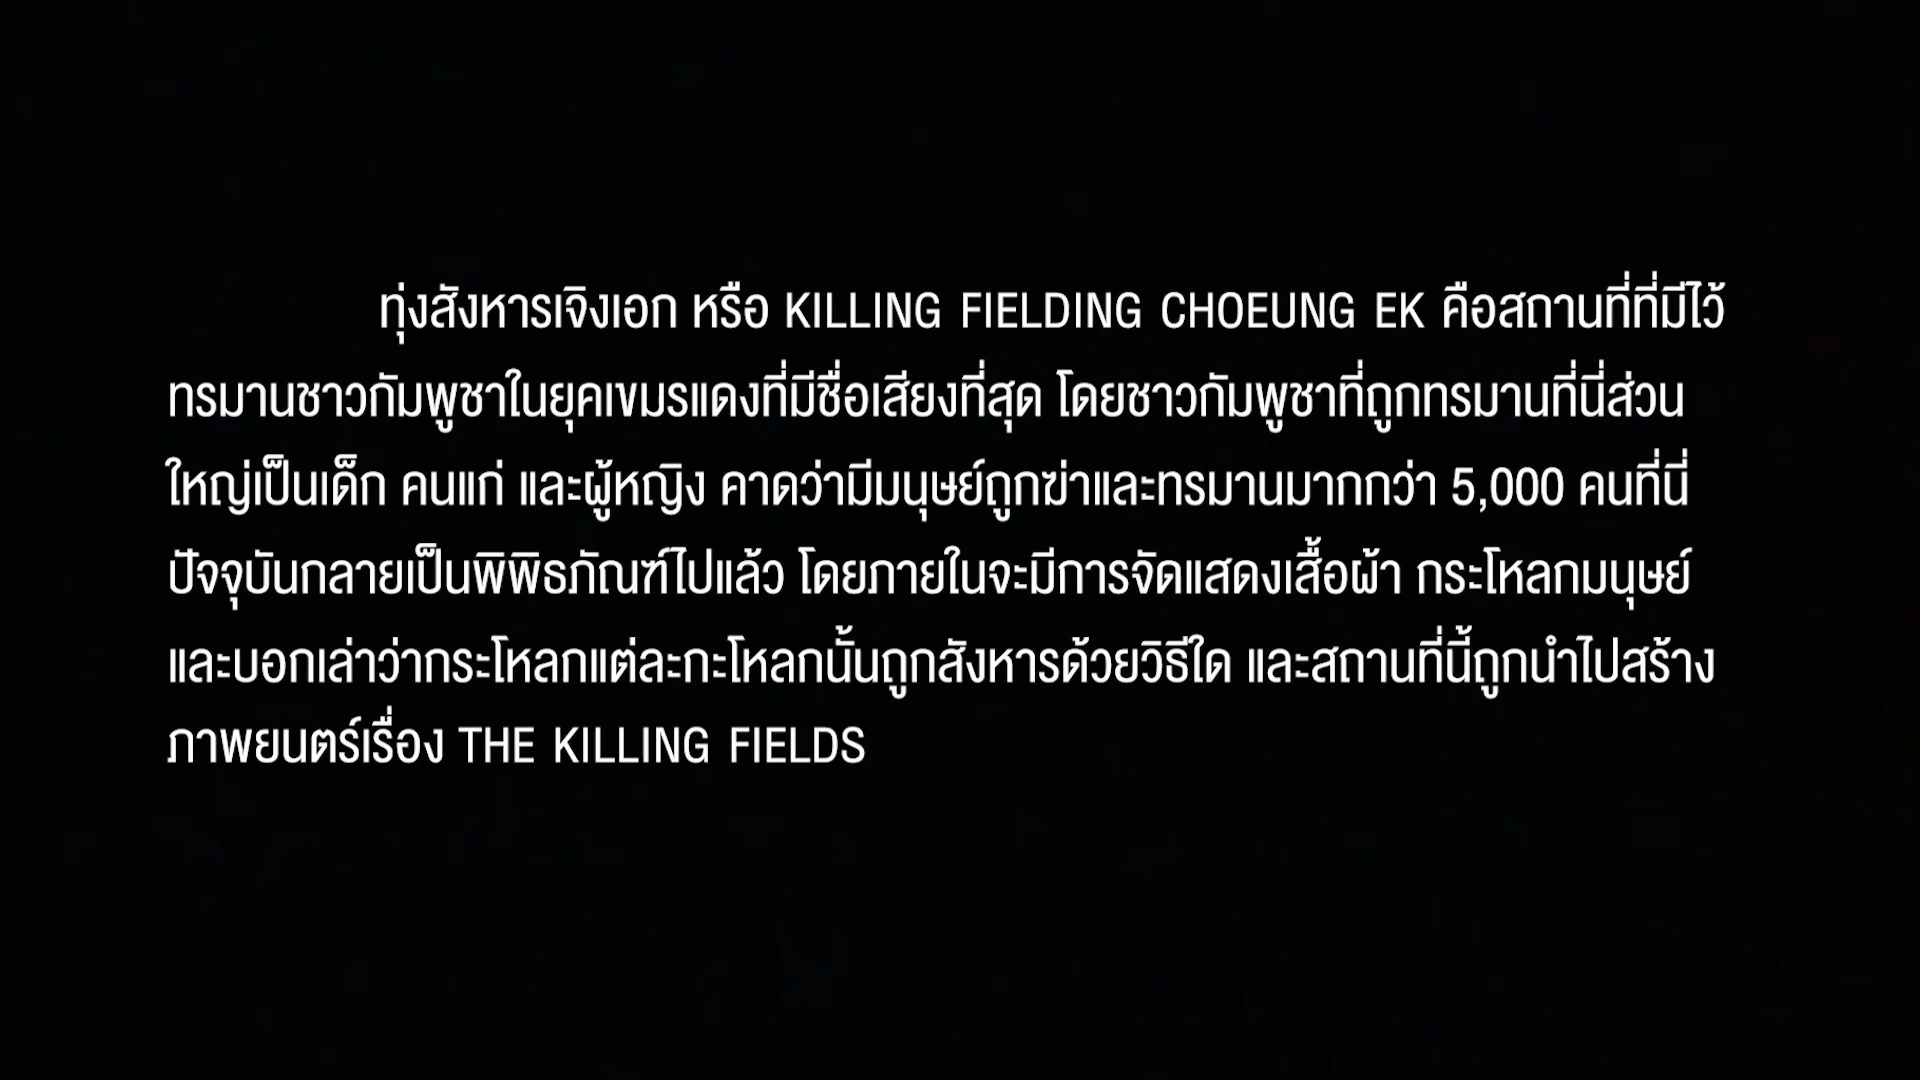 ทุ่งสังหารเจิงเอก หรือ KILLING FIELDING CHOEUNG EK คือสถานที่ที่มีไว้
ทรมานชาวกัมพูชาในยุคเขมรแดงที่มีชื่อเสียงที่สุด โดยชาวกัมพูชาที่ถูกทรมานที่นี่ส่วน
ใหญ่เป็นเด็ก คนแก่ และผู้หญิง คาดว่ามีมนุษย์ถูกฆ่าและทรมานมากกว่า 5,000 คนที่นี่
ปัจจุบันกลายเป็นพิพิธภัณฑ์ไปแล้ว โดยภายในจะมีการจัดแสดงเสื้อผ้า กระโหลกมนุษย์
และบอกเล่าว่ากระโหลกแต่ละกะโหลกนั้นถูกสังหารด้วยวิธีใด และสถานที่นี้ถูกนำไปสร้าง
ภาพยนตร์เรื่อง THE KILLING FIELDS